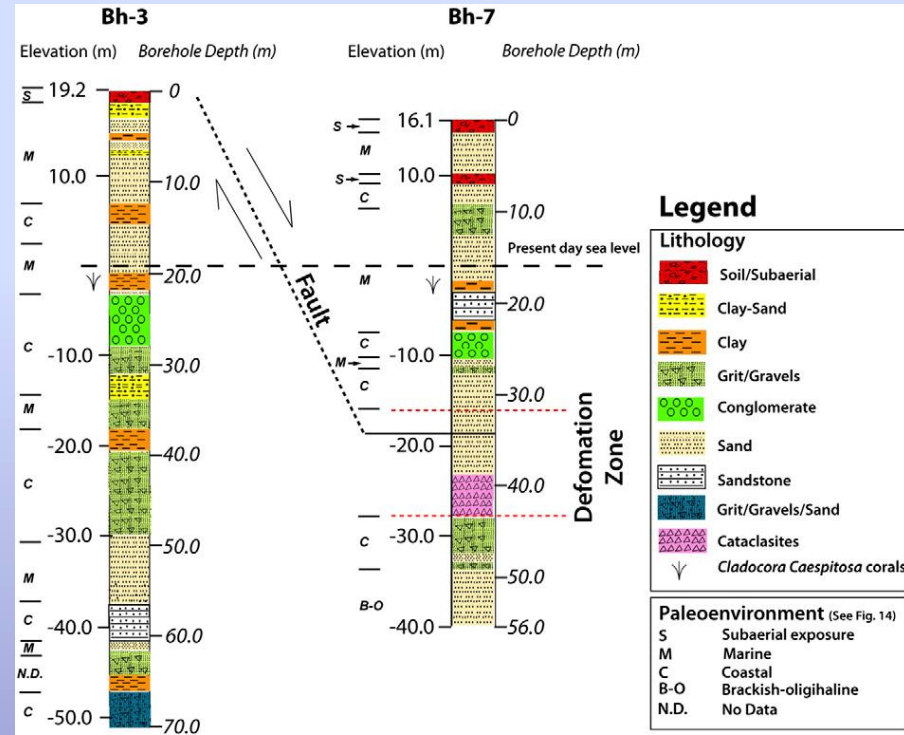 Bh-3
Bh-7
Elevation (m) Borehole Depth (m)
Elevation (m) Borehole Depth (m)
19.2
0
10.0
10.0
20.0
-10.0
30.0
-20.0
40.0
-30.0
50.0
-40.0
60.0
-50.0
70.0
S
M
C
M
C
M
C
M
C
M
N.D.
C
Fault
16.1
0
10.0
10.0
20.0
-10.0
30.0
-20.0
40.0
-30.0
50.0
-40.0
56.0
S
M
S
C
M
C
M
C
C
B-O
Present day sea level
Defomation
Zone
Legend
Lithology
Soil/Subaerial
Clay-Sand
Clay
Grit/Gravels
Conglomerate
Sand
Sandstone
Grit/Gravels/Sand
Cataclasites
Cladocora Caespitosa corals
Paleoenvironment (See Fig. 14)
S Subaerial exposure
M Marine
C Coastal
B-O Brackish-oligihaline
N.D. No Data